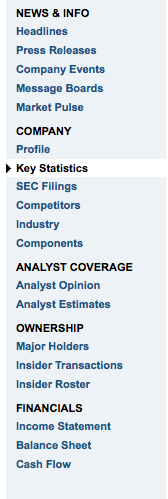 NEWS & INFO
Headlines
Press Releases
Company Events
Message Boards
Market Pulse
COMPANY
Profile
Key Statistics
SEC Filings
Competitors
Industry
Components
ANALYST COVERAGE
Analyst Opinion
Analyst Estimates
OWNERSHIP
Major Holders
Insider Transactions
Insider Roster
FINANCIALS
Income Statement
Balance Sheet
Cash Flow